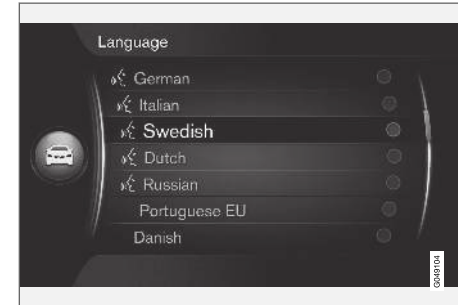 Language
German
Italian
Swedish
Dutch
Russian
Portuguese EU
Danish
G049104